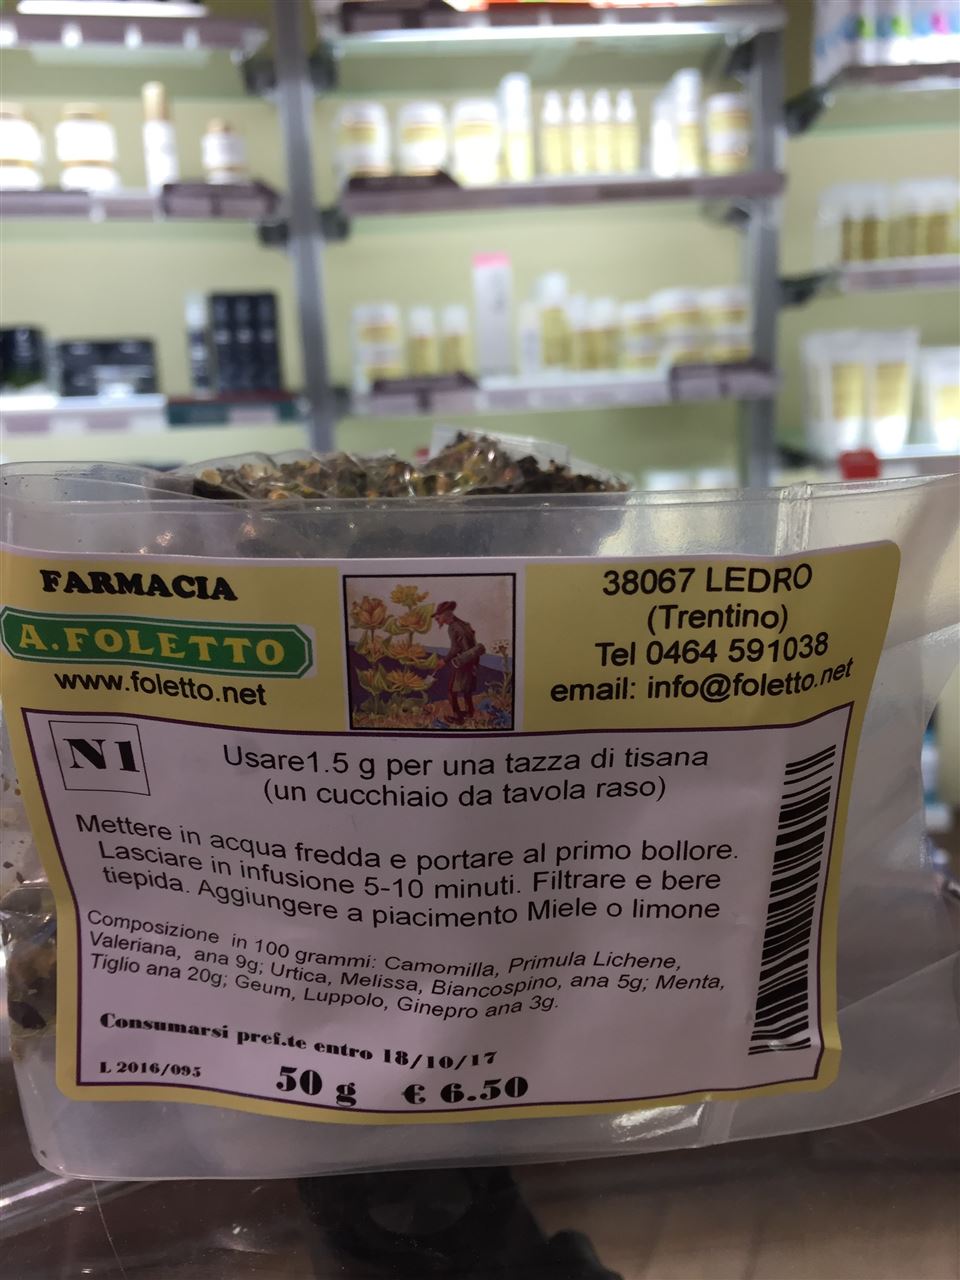 FARMACIA
A.FOLETTO
www.foletto.net
38067 LEDRO
(Trentino)
Tel 0464 591038
email: info@foletto.net
N1
Usare1.5 g per una tazza di tisana
(un cucchiaio da tavola raso)
Mettere in acqua fredda e portare al primo bollore.
Lasciare in infusione 5-10 minuti. Filtrare e bere
tiepida. Aggiungere a piacimento Miele o limone
Composizione in 100 grammi: Camomilla, Primula Lichene,
Valeriana, ana 9g; Urtica, Melissa, Biancospino, ana 5g; Menta,
Tiglio ana 20g; Geum, Luppolo, Ginepro ana 3g.
Consumarsi pref.te entro 18/10/17
L 2016/095
50 g € 6.50